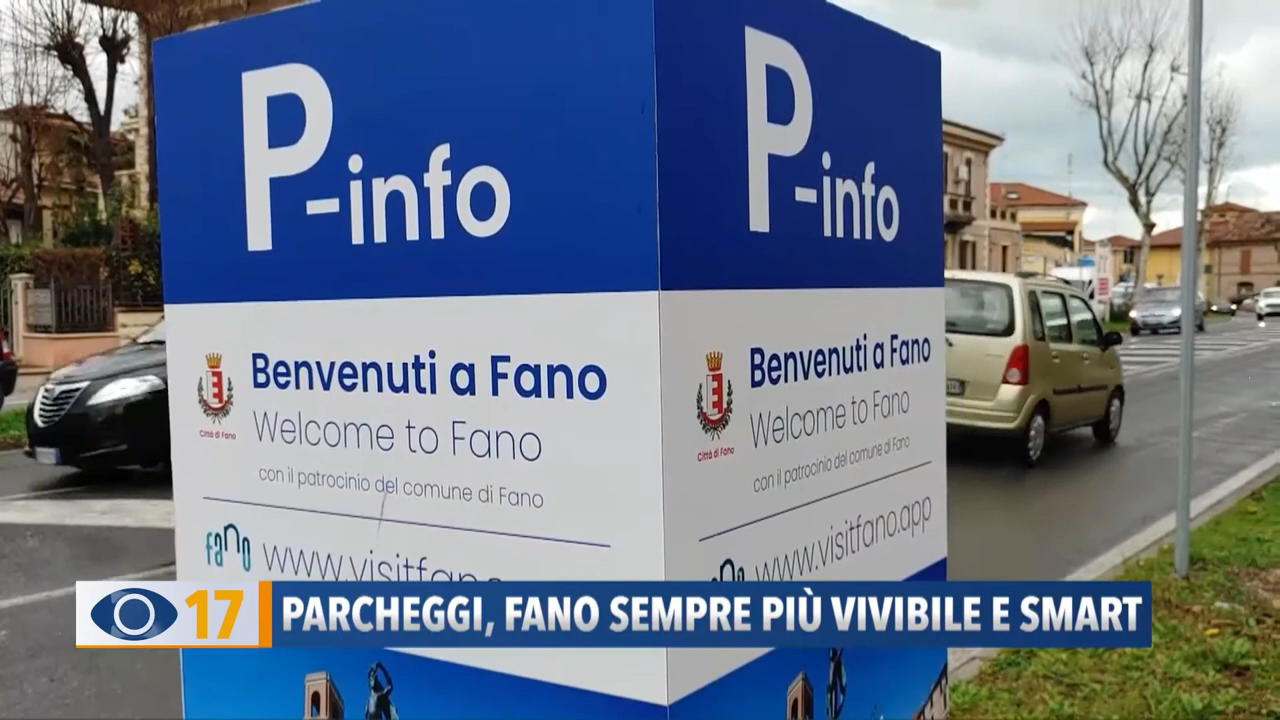 P-info
Benvenuti a Fano
Welcome to Fano
con il patrocinio del comune di Fano
Città di Fano
fano
P-info
Benvenuti a Fano
Welcome to Fano
con il patrocinio del comune di Fano
Città di Fano
www.visitfano.app
17 PARCHEGGI, FANO SEMPRE PIÙ VIVIBILE E SMART